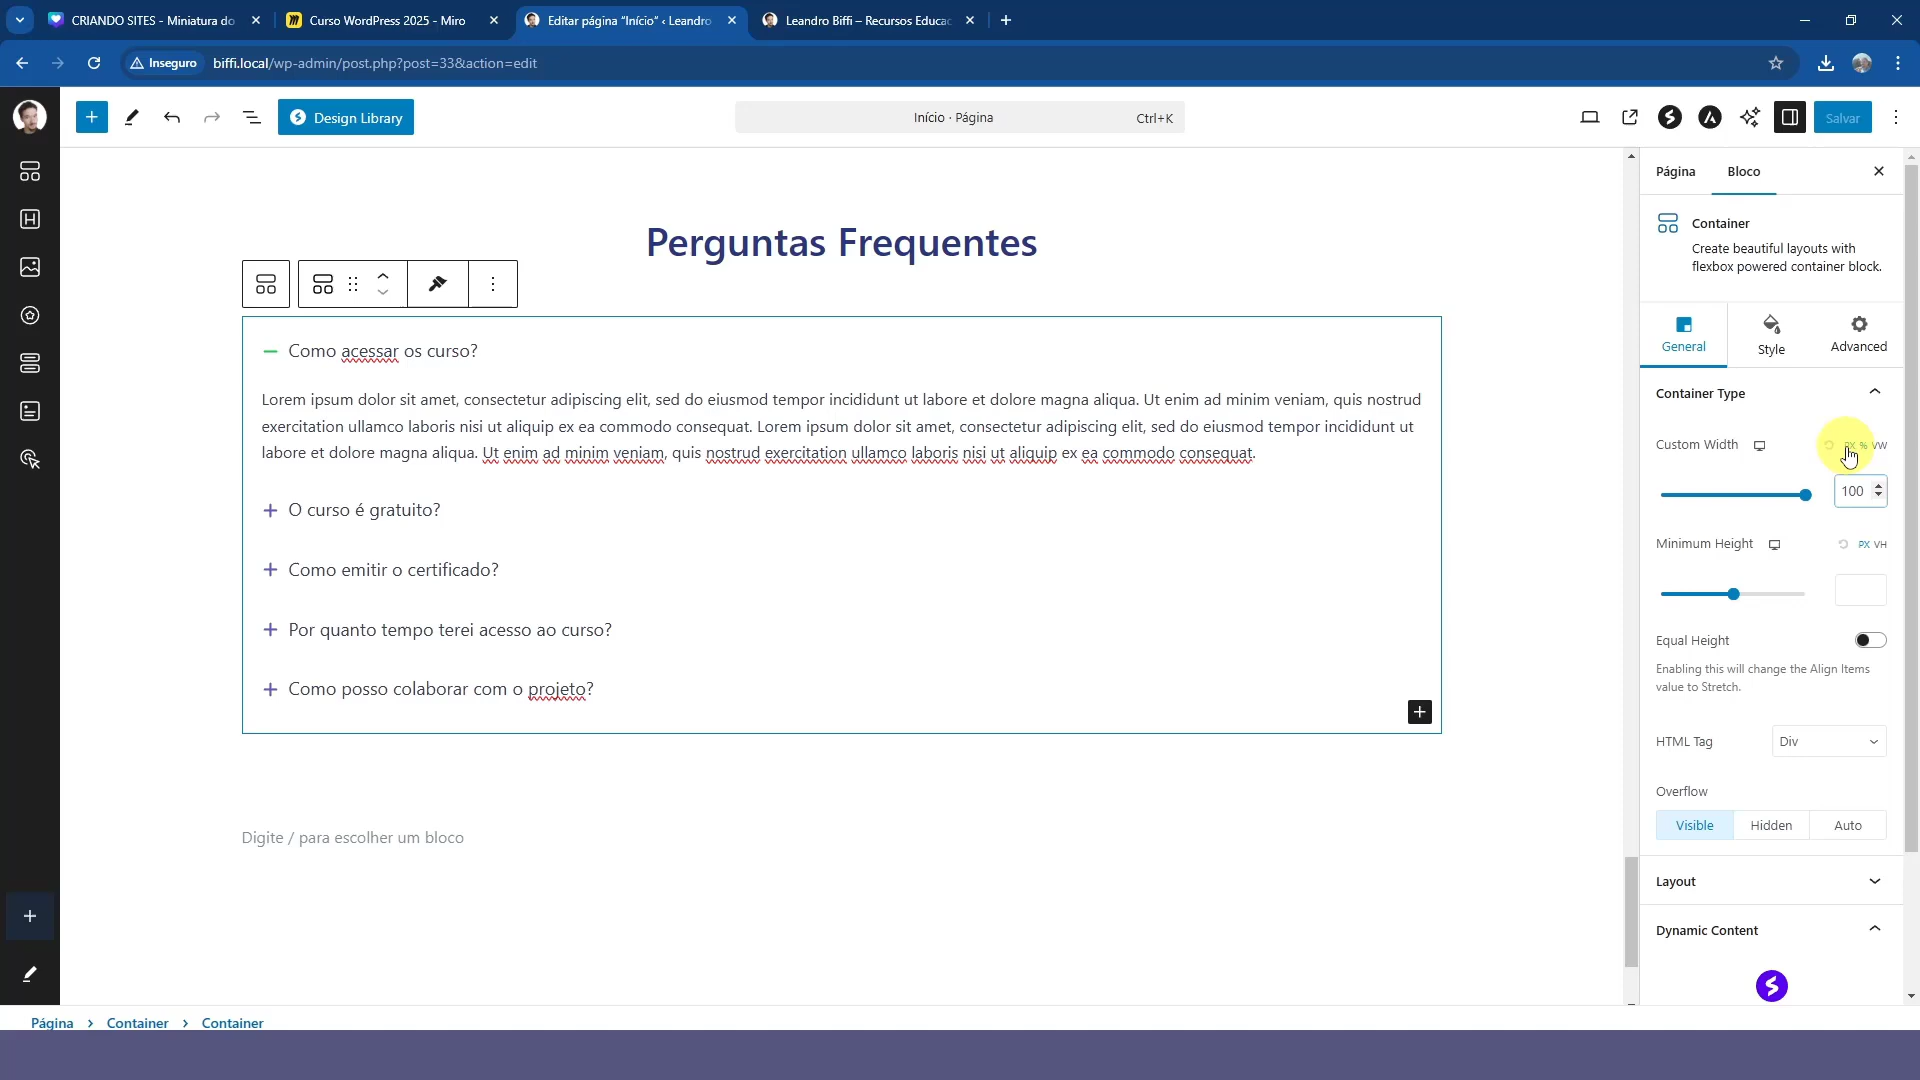 CRIANDO SITES - Miniatura do
Curso WordPress 2025 - Miro
Editar página "Início" ‹ Leandro
Leandro Biffi – Recursos Educac
Inseguro
biffi.local/wp-admin/post.php?post=33&action=edit
Design Library
Início · Página
Ctrl+K
Salvar
Página
Bloco
Container
Create beautiful layouts with
flexbox powered container block.
General
Style
Advanced
Container Type
Custom Width
PX % VW
100
Minimum Height
PX VH
Equal Height
Enabling this will change the Align Items
value to Stretch.
HTML Tag
Div
Overflow
Visible
Hidden
Auto
Layout
Dynamic Content
Perguntas Frequentes
Como acessar os curso?
Lorem ipsum dolor sit amet, consectetur adipiscing elit, sed do eiusmod tempor incididunt ut labore et dolore magna aliqua. Ut enim ad minim veniam, quis nostrud
exercitation ullamco laboris nisi ut aliquip ex ea commodo consequat. Lorem ipsum dolor sit amet, consectetur adipiscing elit, sed do eiusmod tempor incididunt ut
labore et dolore magna aliqua. Ut enim ad minim veniam, quis nostrud exercitation ullamco laboris nisi ut aliquip ex ea commodo consequat.
O curso é gratuito?
Como emitir o certificado?
Por quanto tempo terei acesso ao curso?
Como posso colaborar com o projeto?
Digite / para escolher um bloco
Página › Container › Container